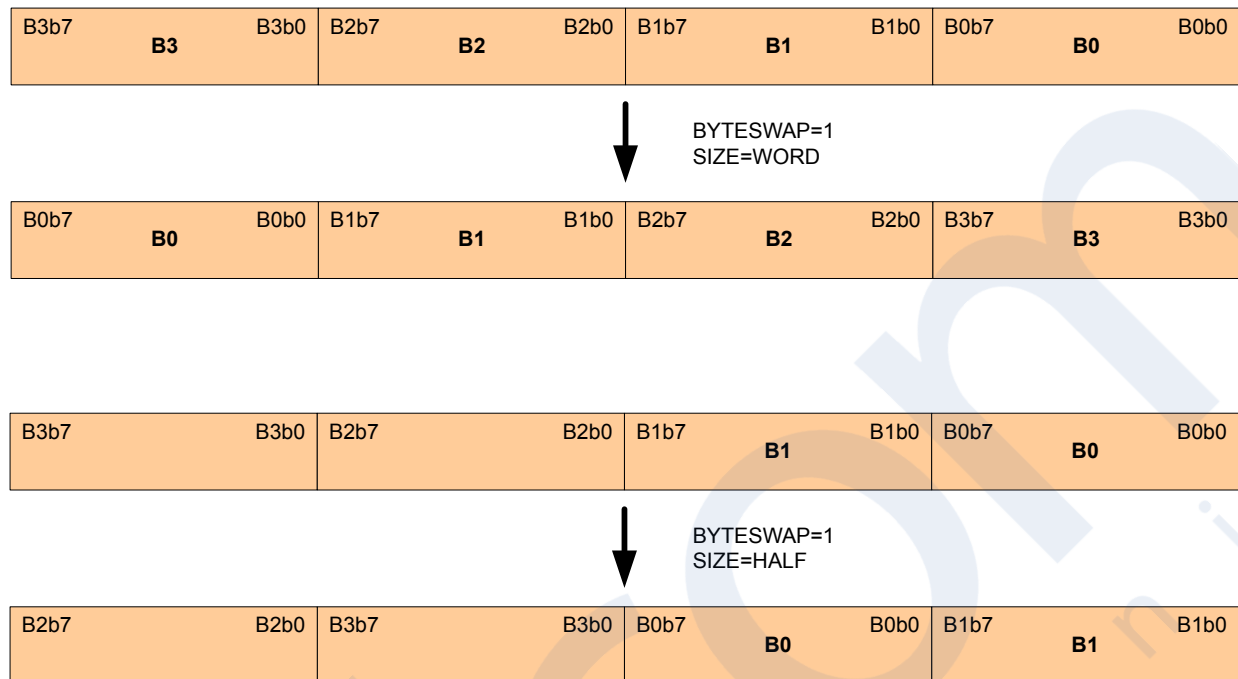 B3b7 B3 B3b0 B2b7 B2 B2b0 B1b7 B1 B1b0 B0b7 B0 B0b0
BYTESWAP=1
SIZE=WORD
B0b7 B0 B0b0 B1b7 B1 B1b0 B2b7 B2 B2b0 B3b7 B3 B3b0
B3b7 B3b0 B2b7 B2b0 B1b7 B1 B1b0 B0b7 B0 B0b0
BYTESWAP=1
SIZE=HALF
B2b7 B2b0 B3b7 B3b0 B0b7 B0 B0b0 B1b7 B1 B1b0